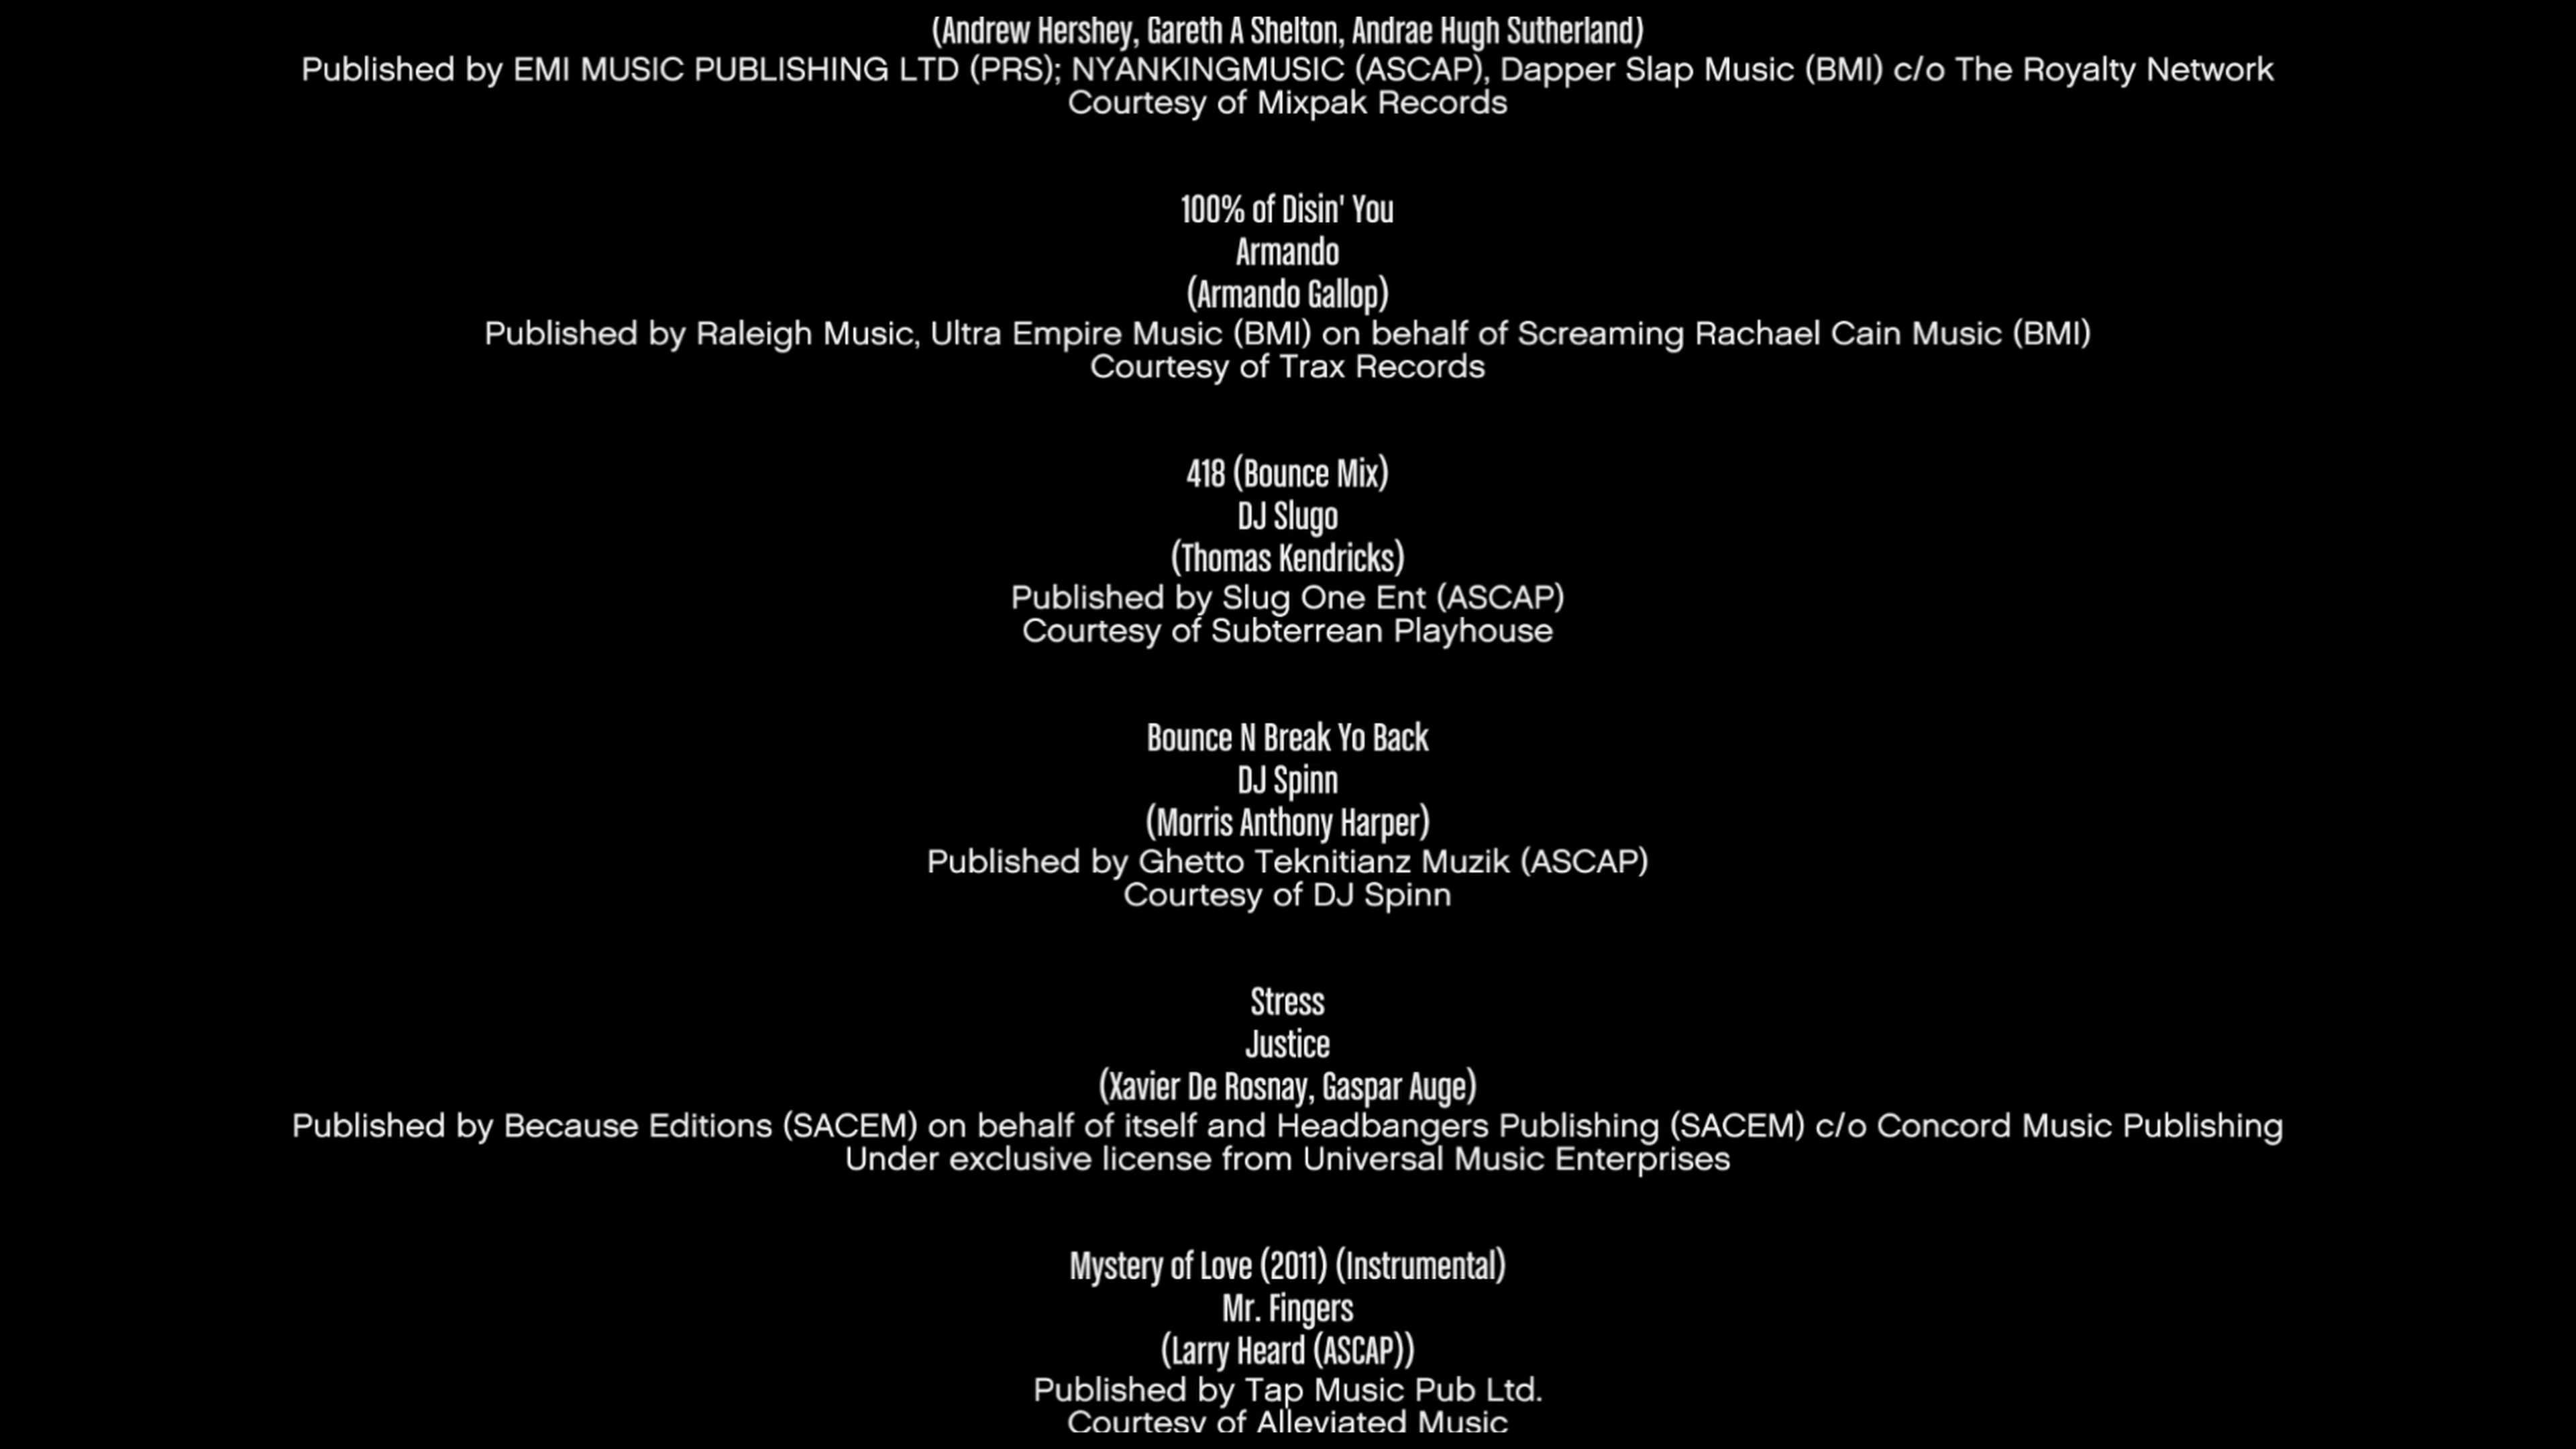 (Andrew Hershey, Gareth A Shelton, Andrae Hugh Sutherland)
Published by EMI MUSIC PUBLISHING LTD (PRS); NYANKINGMUSIC (ASCAP), Dapper Slap Music (BMI) c/o The Royalty Network
Courtesy of Mixpak Records
100% of Disin' You
Armando
(Armando Gallop)
Published by Raleigh Music, Ultra Empire Music (BMI) on behalf of Screaming Rachael Cain Music (BMI)
Courtesy of Trax Records
418 (Bounce Mix)
DJ Slugo
(Thomas Kendricks)
Published by Slug One Ent (ASCAP)
Courtesy of Subterrean Playhouse
Bounce N Break Yo Back
DJ Spinn
(Morris Anthony Harper)
Published by Ghetto Teknitianz Muzik (ASCAP)
Courtesy of DJ Spinn
Stress
Justice
(Xavier De Rosnay, Gaspar Auge)
Published by Because Editions (SACEM) on behalf of itself and Headbangers Publishing (SACEM) c/o Concord Music Publishing
Under exclusive license from Universal Music Enterprises
Mystery of Love (2011) (Instrumental)
Mr. Fingers
(Larry Heard (ASCAP))
Published by Tap Music Pub Ltd.
Courtesy of Alleviated Music